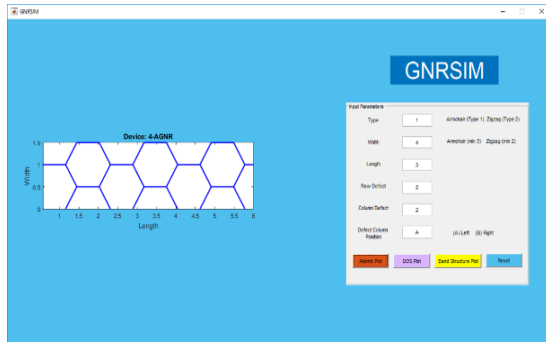 GNRSIM
GNRSIM
Input Parameters
Type 1 Armchair (Type 1) Zigzag (Type 2)
Width 4 Armchair (min 3) Zigzag (min 2)
Length 3
Row Defect 2
Column Defect 2
Defect Column Position A (A) Left (B) Right
Atomic Plot DOS Plot Band Structure Plot Reset
Device: 4-AGNR
1.5
1
0.5
0
Width
1 1.5 2 2.5 3 3.5 4 4.5 5 5.5 6
Length